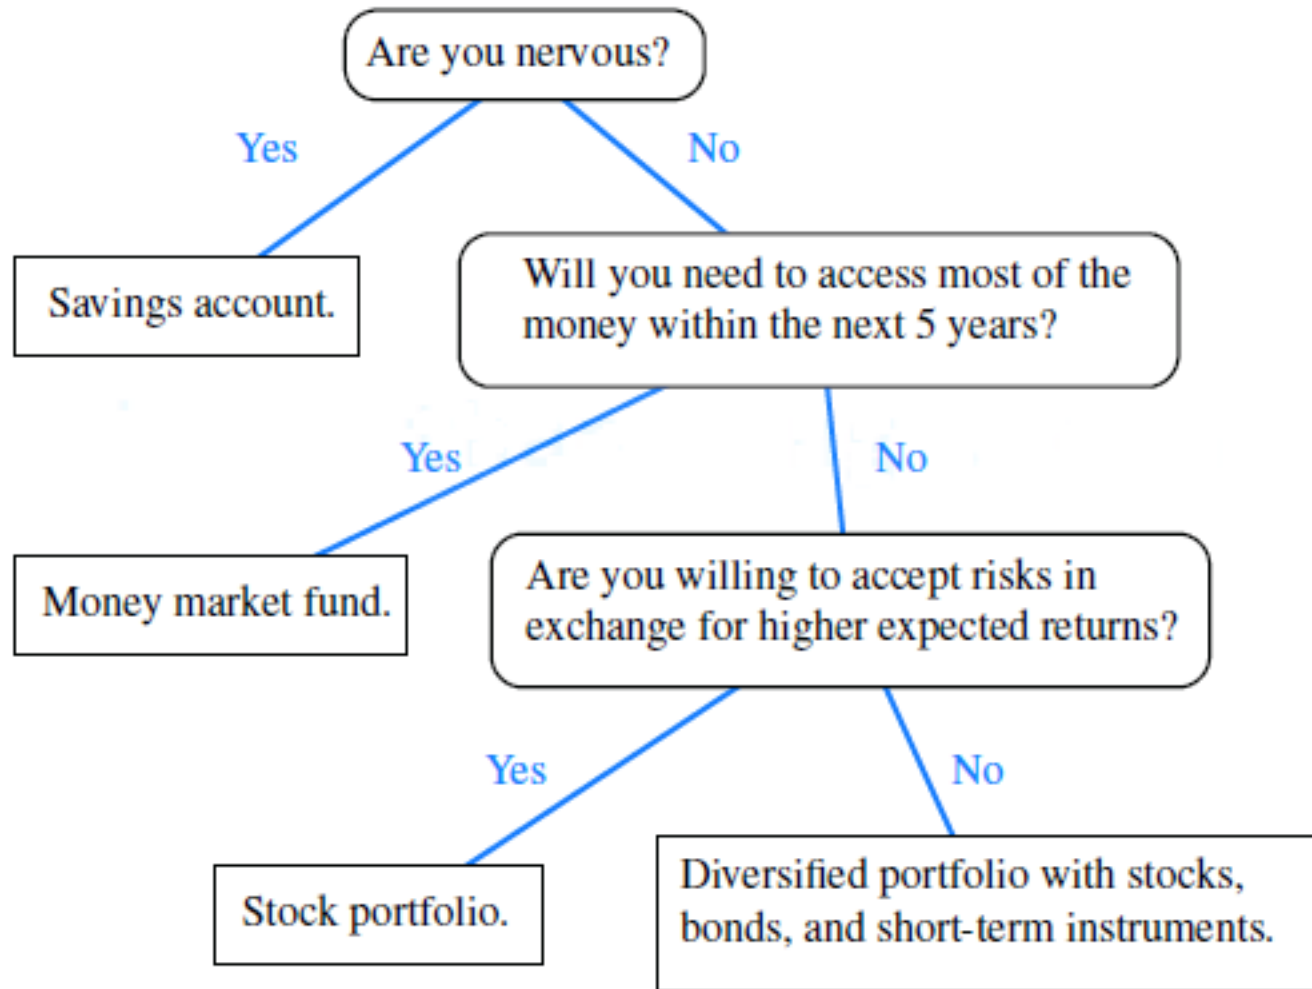 Are you nervous?
Yes
No
Savings account.
Will you need to access most of the
money within the next 5 years?
Yes
No
Money market fund.
Are you willing to accept risks in
exchange for higher expected returns?
Yes
No
Stock portfolio.
Diversified portfolio with stocks,
bonds, and short-term instruments.